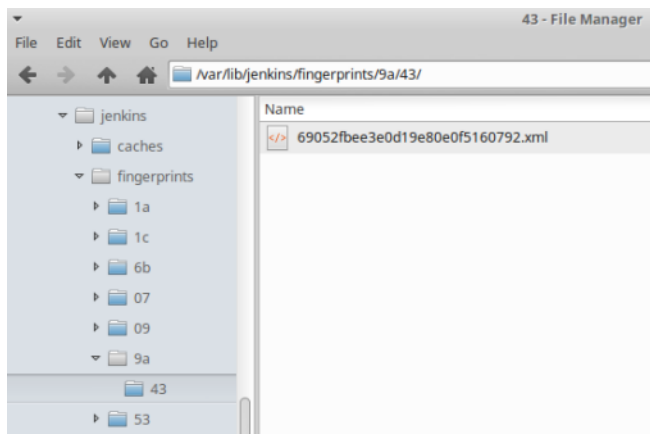 43 - File Manager
File Edit View Go Help
/var/lib/jenkins/fingerprints/9a/43/
jenkins
caches
fingerprints
1a
1c
6b
07
09
9a
43
53
Name
69052fbee3e0d19e80e0f5160792.xml